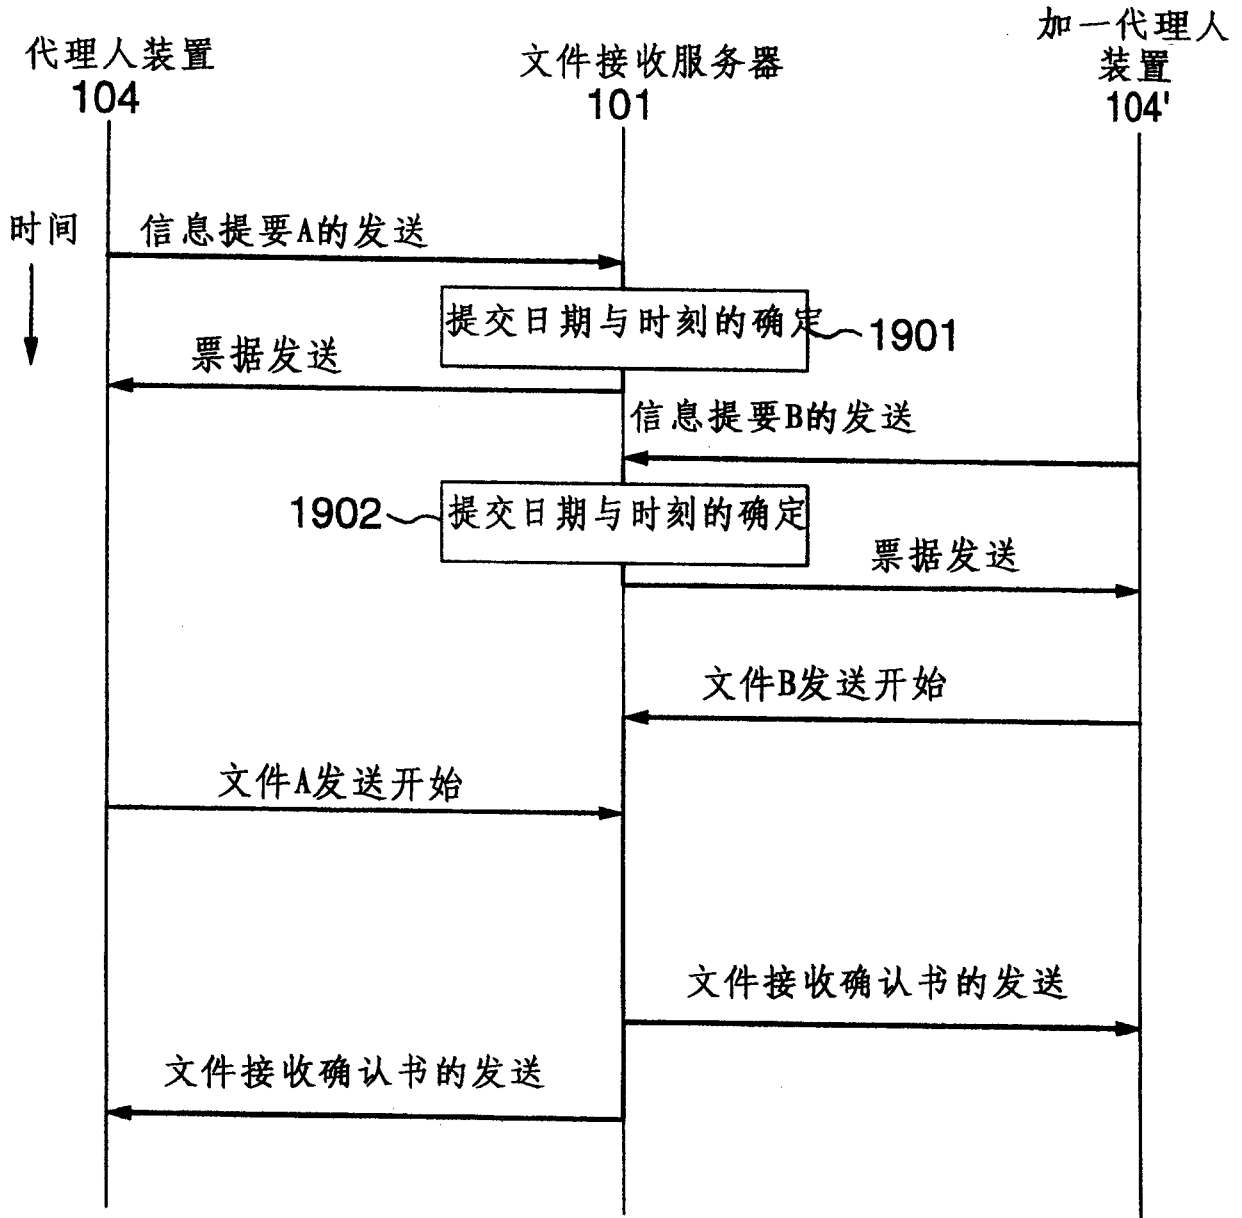 代理人装置
104
文件接收服务器
101
加一代理人
装置
104'
时间
信息提要A的发送
提交日期与时刻的确定
1901
票据发送
信息提要B的发送
1902
提交日期与时刻的确定
票据发送
文件B发送开始
文件A发送开始
文件接收确认书的发送
文件接收确认书的发送